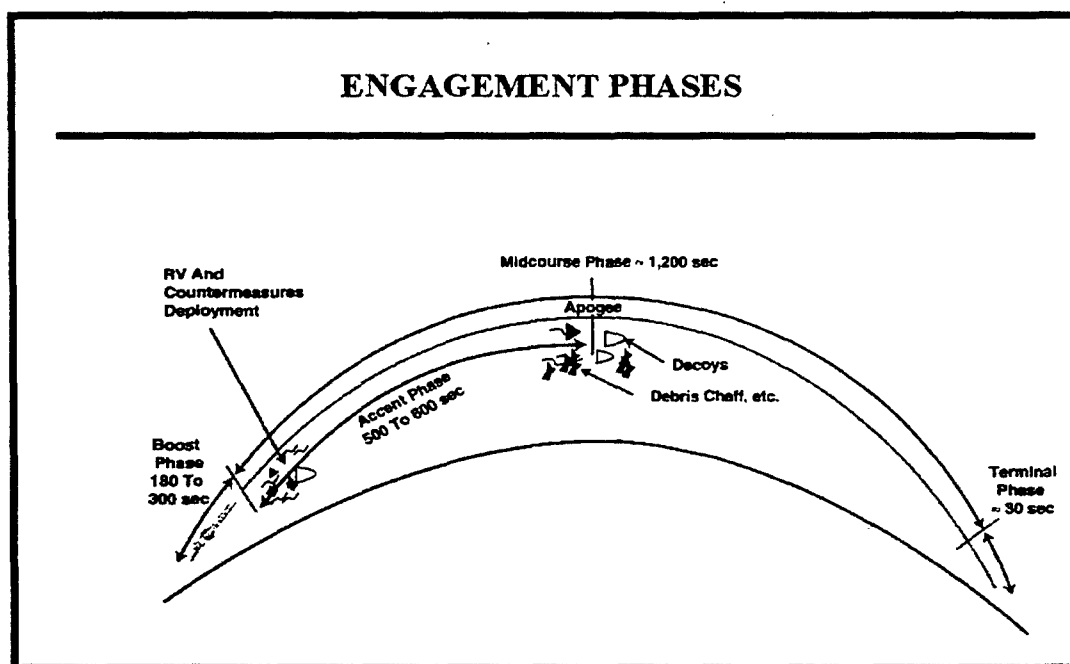 ENGAGEMENT PHASES
Midcourse Phase ~ 1,200 sec
RV And
Countermeasures
Deployment
Apogee
Decoys
Debris Chaff, etc.
Accent Phase
500 To 600 sec
Boost
Phase
180 To
300 sec
Terminal
Phase
~ 30 sec